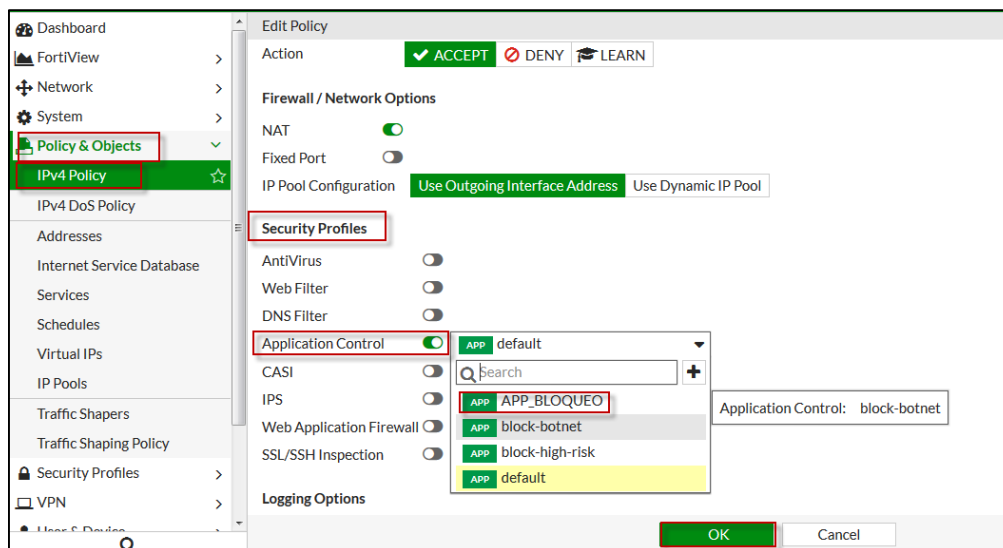 Dashboard
FortiView
Network
System
Policy & Objects
IPv4 Policy
IPv4 DoS Policy
Addresses
Internet Service Database
Services
Schedules
Virtual IPs
IP Pools
Traffic Shapers
Traffic Shaping Policy
Security Profiles
VPN
User & Device
Edit Policy
Action ACCEPT DENY LEARN
Firewall / Network Options
NAT
Fixed Port
IP Pool Configuration Use Outgoing Interface Address Use Dynamic IP Pool
Security Profiles
AntiVirus
Web Filter
DNS Filter
Application Control APP default
CASI Search
IPS APP APP_BLOQUEO
Application Control: block-botnet
Web Application Firewall APP block-botnet
SSL/SSH Inspection APP block-high-risk
APP default
Logging Options
OK Cancel